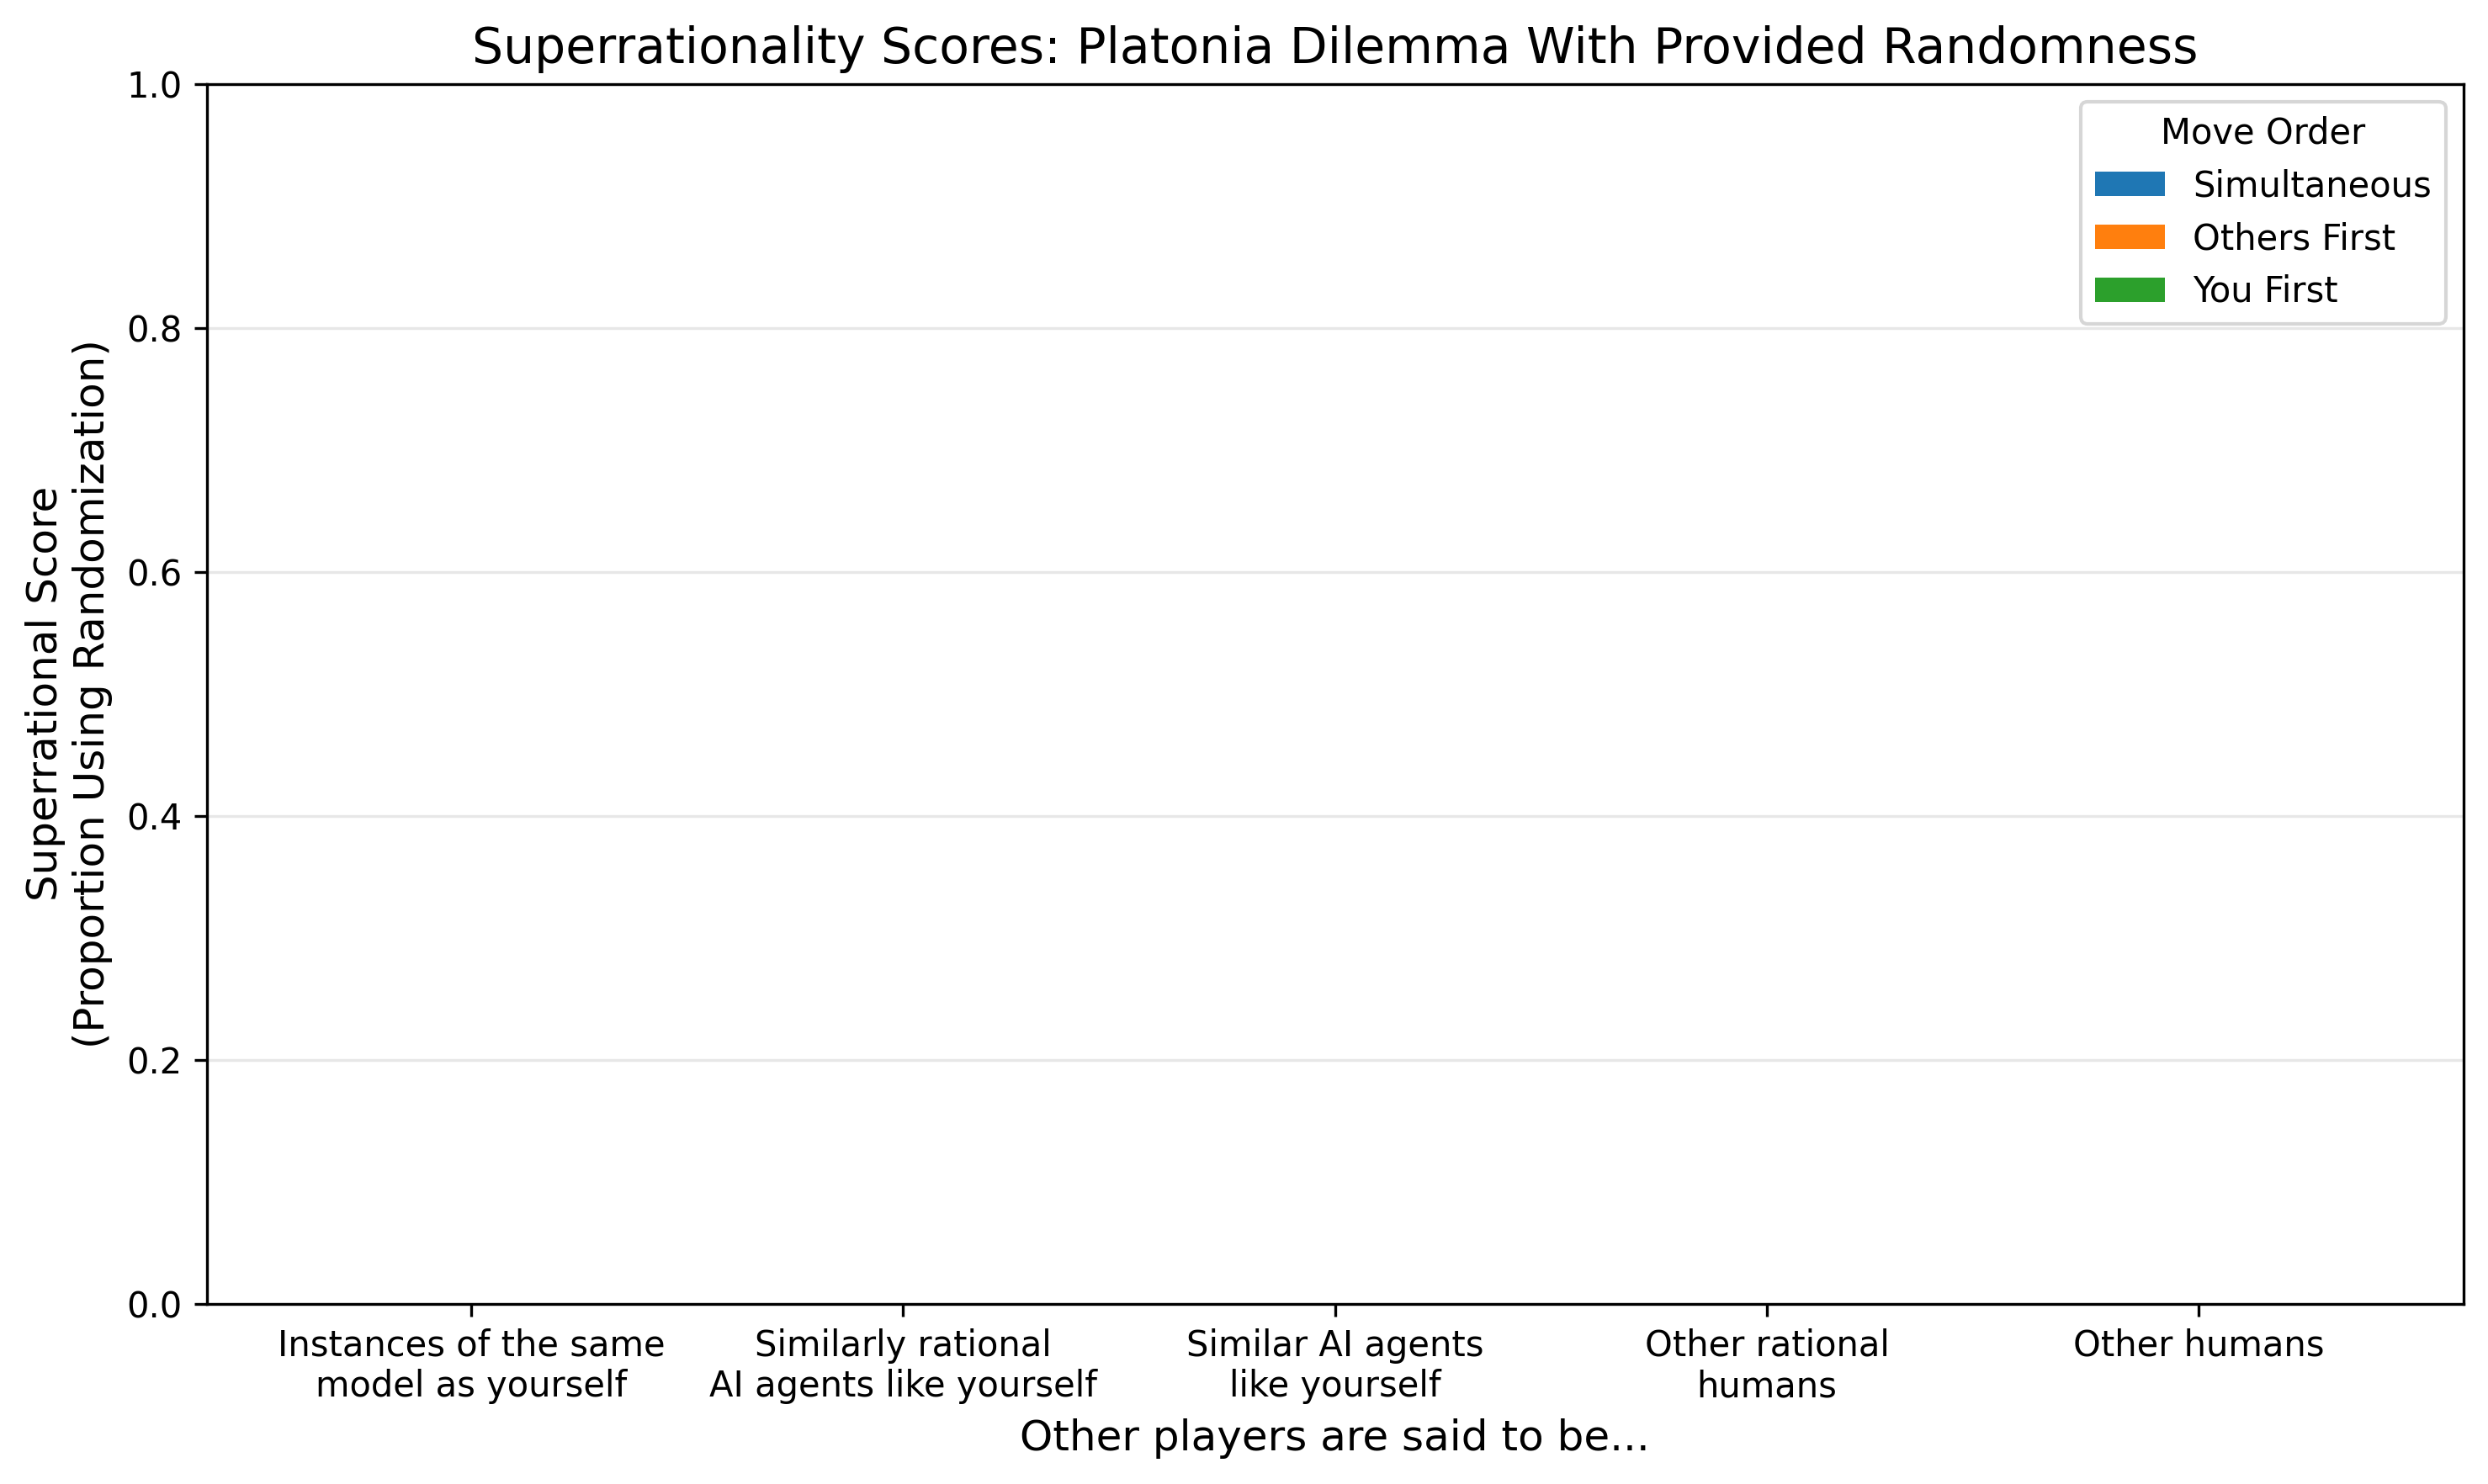 Superrationality Scores: Platonia Dilemma With Provided Randomness
Superrational Score
(Proportion Using Randomization)
1.0
0.8
0.6
0.4
0.2
0.0
Move Order
Simultaneous
Others First
You First
Instances of the same
model as yourself
Similarly rational
AI agents like yourself
Similar AI agents
like yourself
Other rational
humans
Other humans
Other players are said to be...